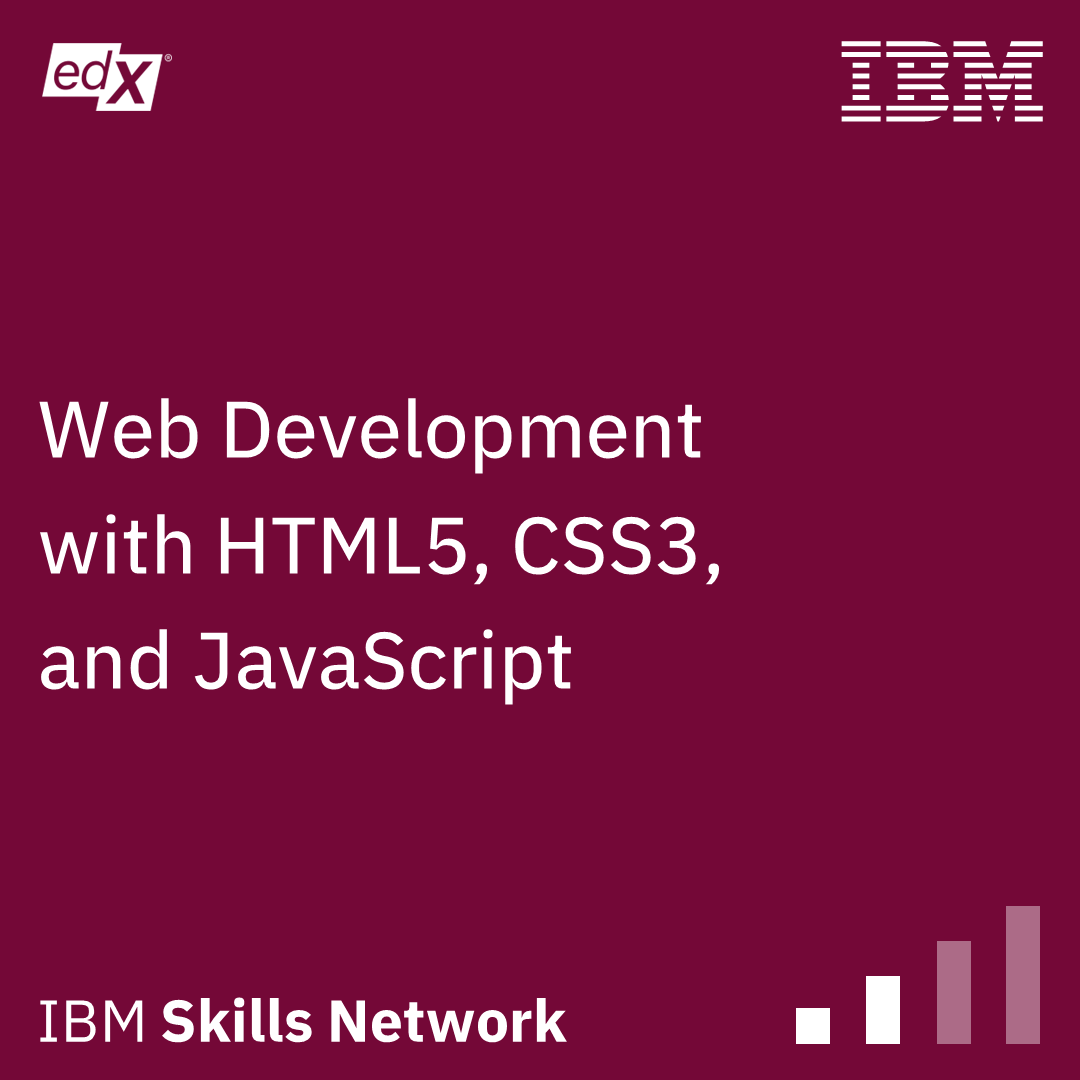 edX®
IBM
Web Development
with HTML5, CSS3,
and JavaScript
IBM Skills Network